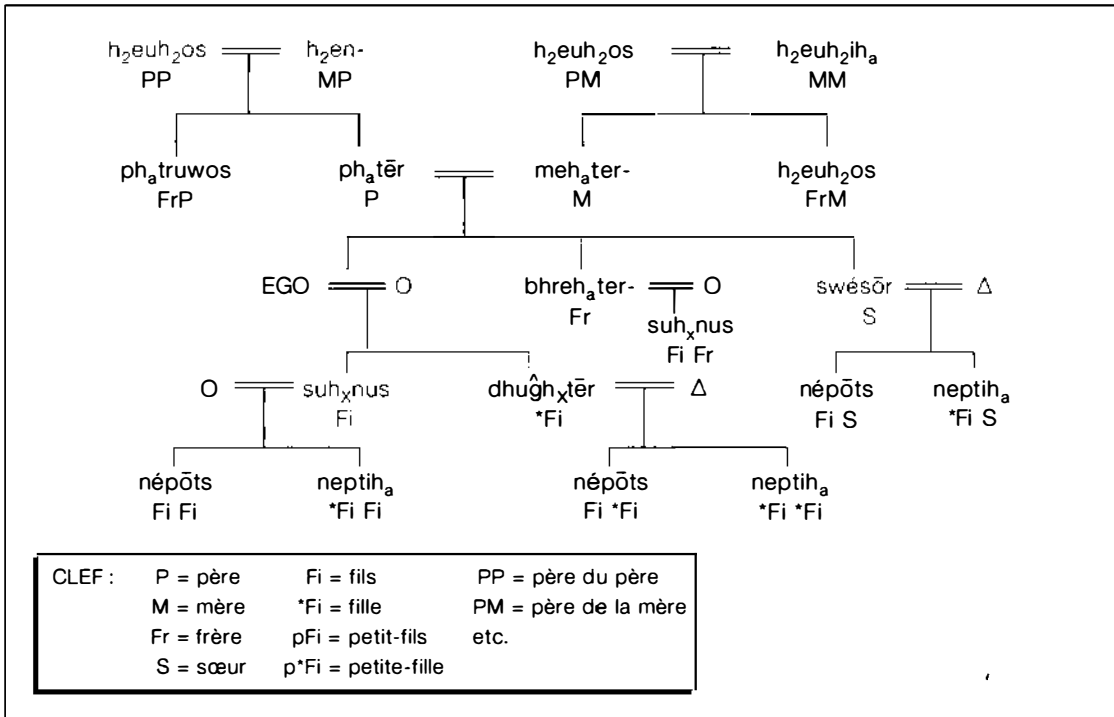 h₂euh₂os h₂en- h₂euh₂os h₂euh₂ihₐ
PP MP PM MM
phₐtruwos phₐtēr mehₐter- h₂euh₂os
FrP P M FrM
EGO O bhrehₐter- O swésōr Δ
Fr S
suhₓnus
Fi Fr
O suhₓnus dhuĝhₓtēr Δ népōts neptihₐ
Fi *Fi Fi S *Fi S
népōts neptihₐ népōts neptihₐ
Fi Fi *Fi Fi Fi *Fi *Fi *Fi
CLEF : P = père Fi = fils PP = père du père
M = mère *Fi = fille PM = père de la mère
Fr = frère pFi = petit-fils etc.
S = sœur p*Fi = petite-fille